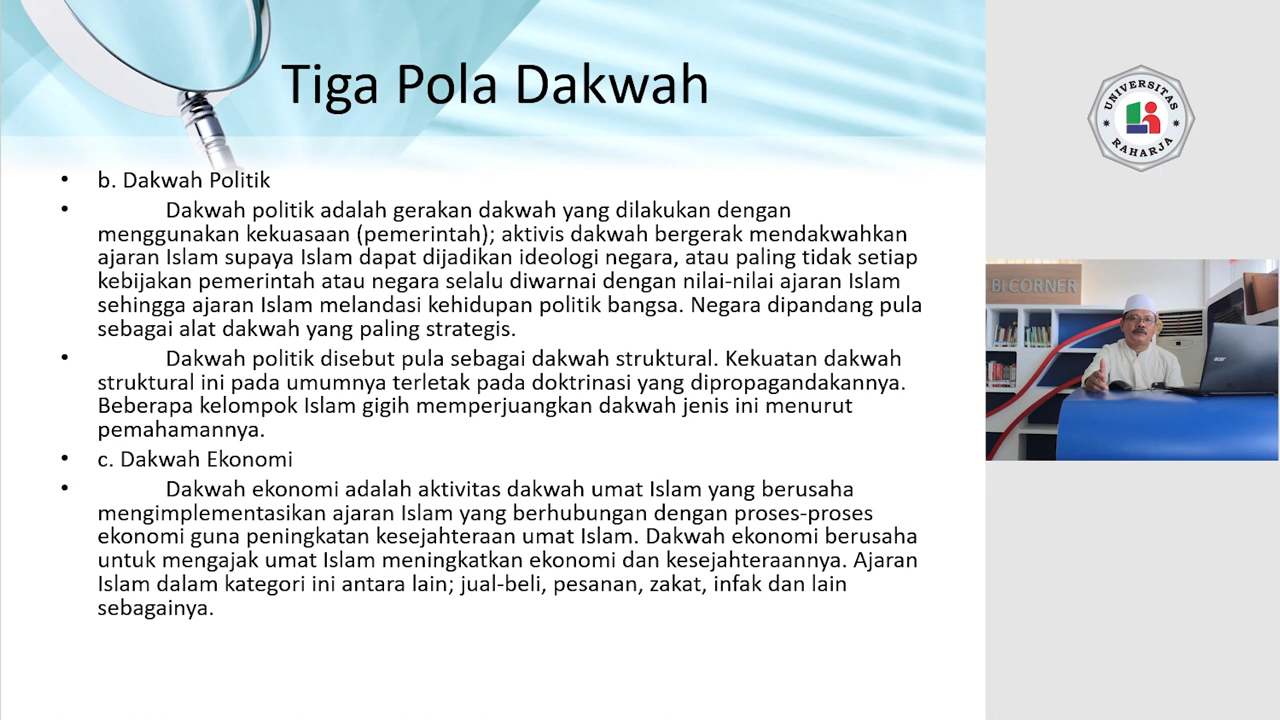 Tiga Pola Dakwah
• b. Dakwah Politik
• Dakwah politik adalah gerakan dakwah yang dilakukan dengan
menggunakan kekuasaan (pemerintah); aktivis dakwah bergerak mendakwahkan
ajaran Islam supaya Islam dapat dijadikan ideologi negara, atau paling tidak setiap
kebijakan pemerintah atau negara selalu diwarnai dengan nilai-nilai ajaran Islam
sehingga ajaran Islam melandasi kehidupan politik bangsa. Negara dipandang pula
sebagai alat dakwah yang paling strategis.
• Dakwah politik disebut pula sebagai dakwah struktural. Kekuatan dakwah
struktural ini pada umumnya terletak pada doktrinasi yang dipropagandakannya.
Beberapa kelompok Islam gigih memperjuangkan dakwah jenis ini menurut
pemahamannya.
• c. Dakwah Ekonomi
• Dakwah ekonomi adalah aktivitas dakwah umat Islam yang berusaha
mengimplementasikan ajaran Islam yang berhubungan dengan proses-proses
ekonomi guna peningkatan kesejahteraan umat Islam. Dakwah ekonomi berusaha
untuk mengajak umat Islam meningkatkan ekonomi dan kesejahteraannya. Ajaran
Islam dalam kategori ini antara lain; jual-beli, pesanan, zakat, infak dan lain
sebagainya.
UNIVERSITAS
RAHARJA
BI CORNER
acer